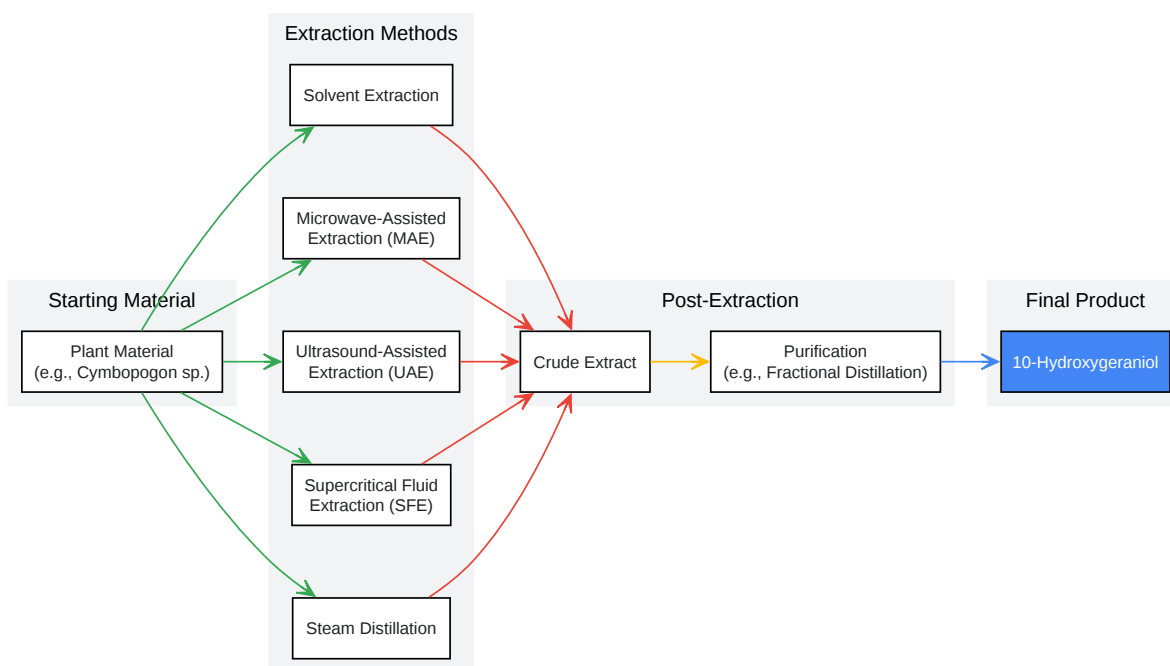 Extraction Methods
Solvent Extraction
Microwave-Assisted
Extraction (MAE)
Starting Material
Plant Material
(e.g., Cymbopogon sp.)
Ultrasound-Assisted
Extraction (UAE)
Supercritical Fluid
Extraction (SFE)
Steam Distillation
Post-Extraction
Crude Extract
Purification
(e.g., Fractional Distillation)
Final Product
10-Hydroxygeraniol